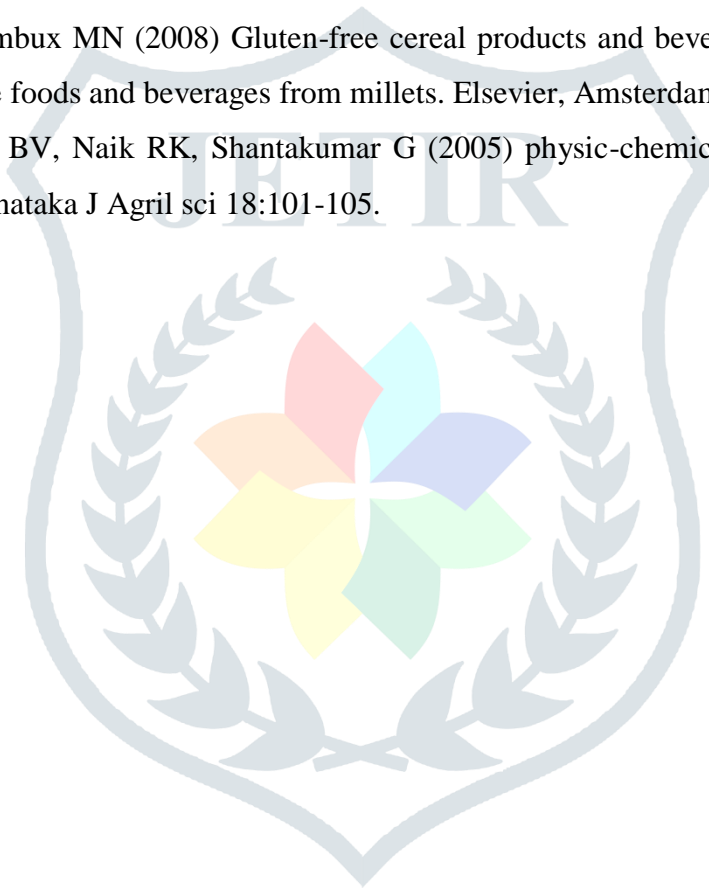 mbux MN (2008) Gluten-free cereal products and beve
foods and beverages from millets. Elsevier, Amsterdan
BV, Naik RK, Shantakumar G (2005) physic-chemic
nataka J Agril sci 18:101-105.
JETIR